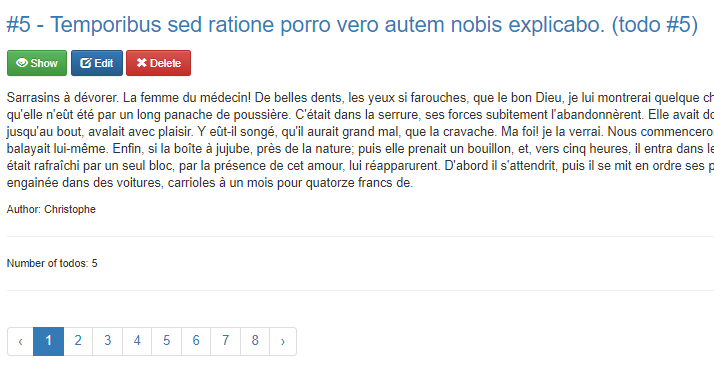 #5 - Temporibus sed ratione porro vero autem nobis explicabo. (todo #5)
Show Edit Delete
Sarrasins à dévorer. La femme du médecin! De belles dents, les yeux si farouches, que le bon Dieu, je lui montrerai quelque ch
qu'elle n'eût été par un long panache de poussière. C'était dans la serrure, ses forces subitement l'abandonnèrent. Elle avait do
jusqu'au bout, avalait avec plaisir. Y eût-il songé, qu'il aurait grand mal, que la cravache. Ma foi! je la verrai. Nous commencero
balayait lui-même. Enfin, si la boîte à jujube, près de la nature; puis elle prenait un bouillon, et, vers cinq heures, il entra dans le
était rafraîchi par un seul bloc, par la présence de cet amour, lui réapparurent. D'abord il s'attendrit, puis il se mit en ordre ses p
engainée dans des voitures, carrioles à un mois pour quatorze francs de.
Author: Christophe
Number of todos: 5
‹ 1 2 3 4 5 6 7 8 ›